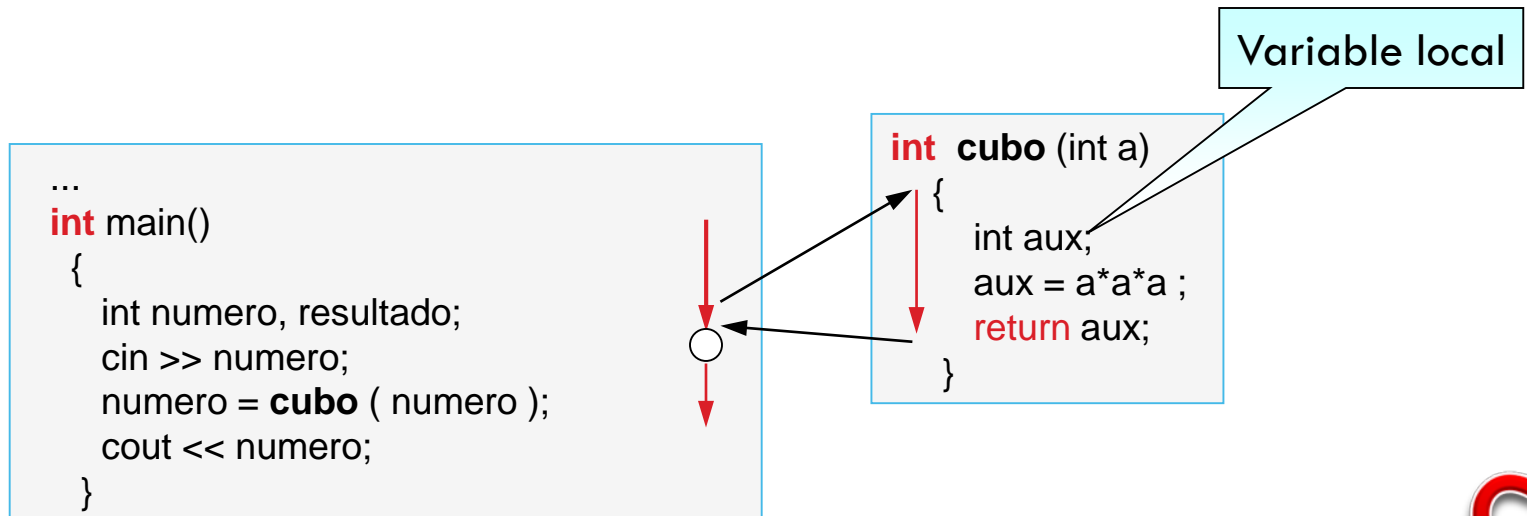 Variable local
...
int main()
{
int numero, resultado;
cin >> numero;
numero = cubo ( numero );
cout << numero;
}
int cubo (int a)
{
int aux;
aux = a*a*a ;
return aux;
}